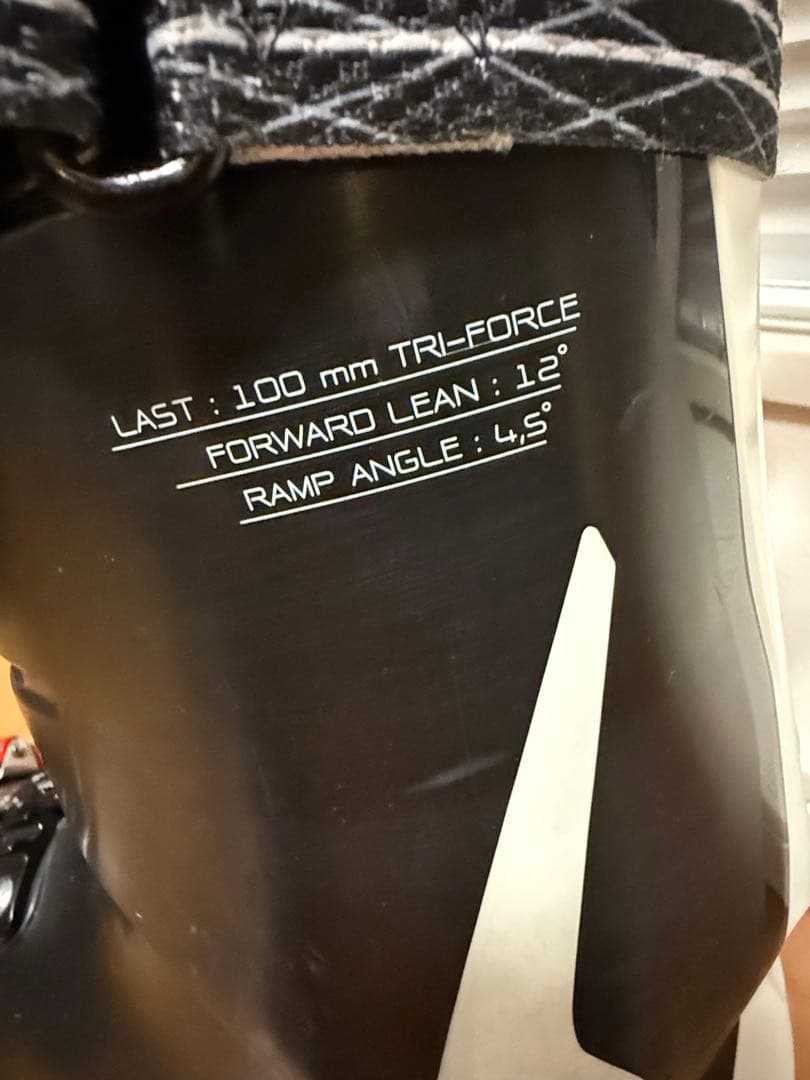 LAST : 100 mm TRI-FORCE
FORWARD LEAN : 12°
RAMP ANGLE : 4,5°